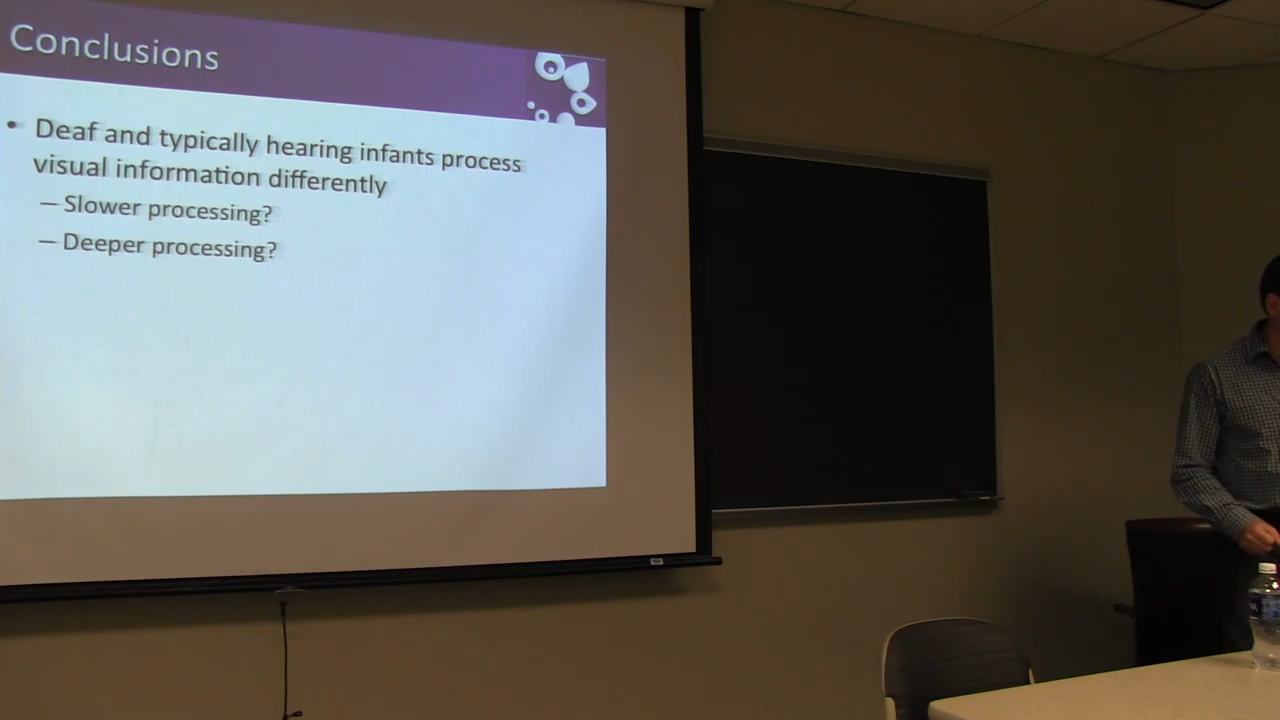 Conclusions
• Deaf and typically hearing infants process
visual information differently
– Slower processing?
– Deeper processing?